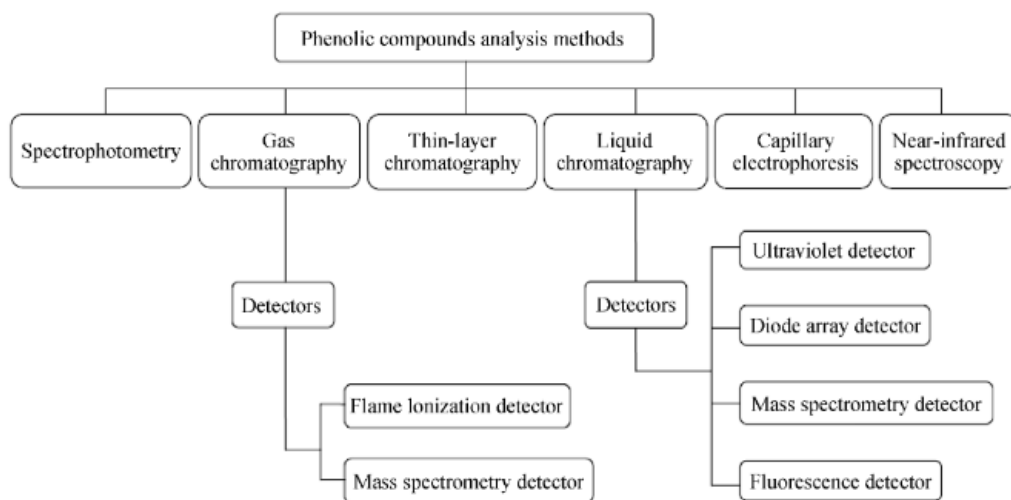 Phenolic compounds analysis methods
Spectrophotometry
Gas
chromatography
Thin-layer
chromatography
Liquid
chromatography
Capillary
electrophoresis
Near-infrared
spectroscopy
Detectors
Flame Ionization detector
Mass spectrometry detector
Detectors
Ultraviolet detector
Diode array detector
Mass spectrometry detector
Fluorescence detector